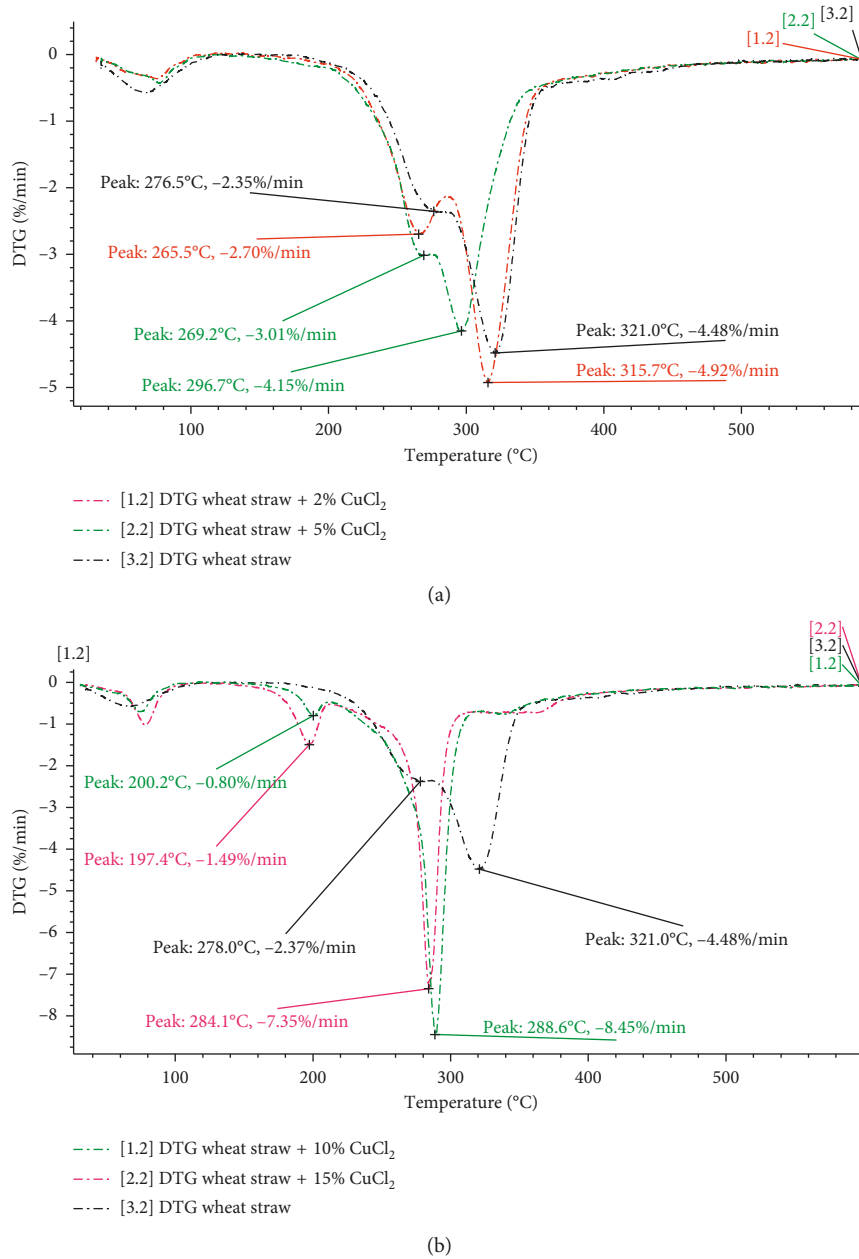 [3.2]
[2.2]
[1.2]
0
Peak: 276.5°C, –2.35%/min
Peak: 265.5°C, –2.70%/min
Peak: 269.2°C, –3.01%/min
Peak: 296.7°C, –4.15%/min
Peak: 321.0°C, –4.48%/min
Peak: 315.7°C, –4.92%/min
–1
–2
–3
–4
–5
DTG (%/min)
100 200 300 400 500
Temperature (°C)
[1.2] DTG wheat straw + 2% CuCl₂
[2.2] DTG wheat straw + 5% CuCl₂
[3.2] DTG wheat straw
(a)
[1.2]
[2.2]
[3.2]
[1.2]
0
–1
–2
–3
–4
–5
–6
–7
–8
DTG (%/min)
Peak: 200.2°C, –0.80%/min
Peak: 197.4°C, –1.49%/min
Peak: 278.0°C, –2.37%/min
Peak: 321.0°C, –4.48%/min
Peak: 284.1°C, –7.35%/min
Peak: 288.6°C, –8.45%/min
100 200 300 400 500
Temperature (°C)
[1.2] DTG wheat straw + 10% CuCl₂
[2.2] DTG wheat straw + 15% CuCl₂
[3.2] DTG wheat straw
(b)